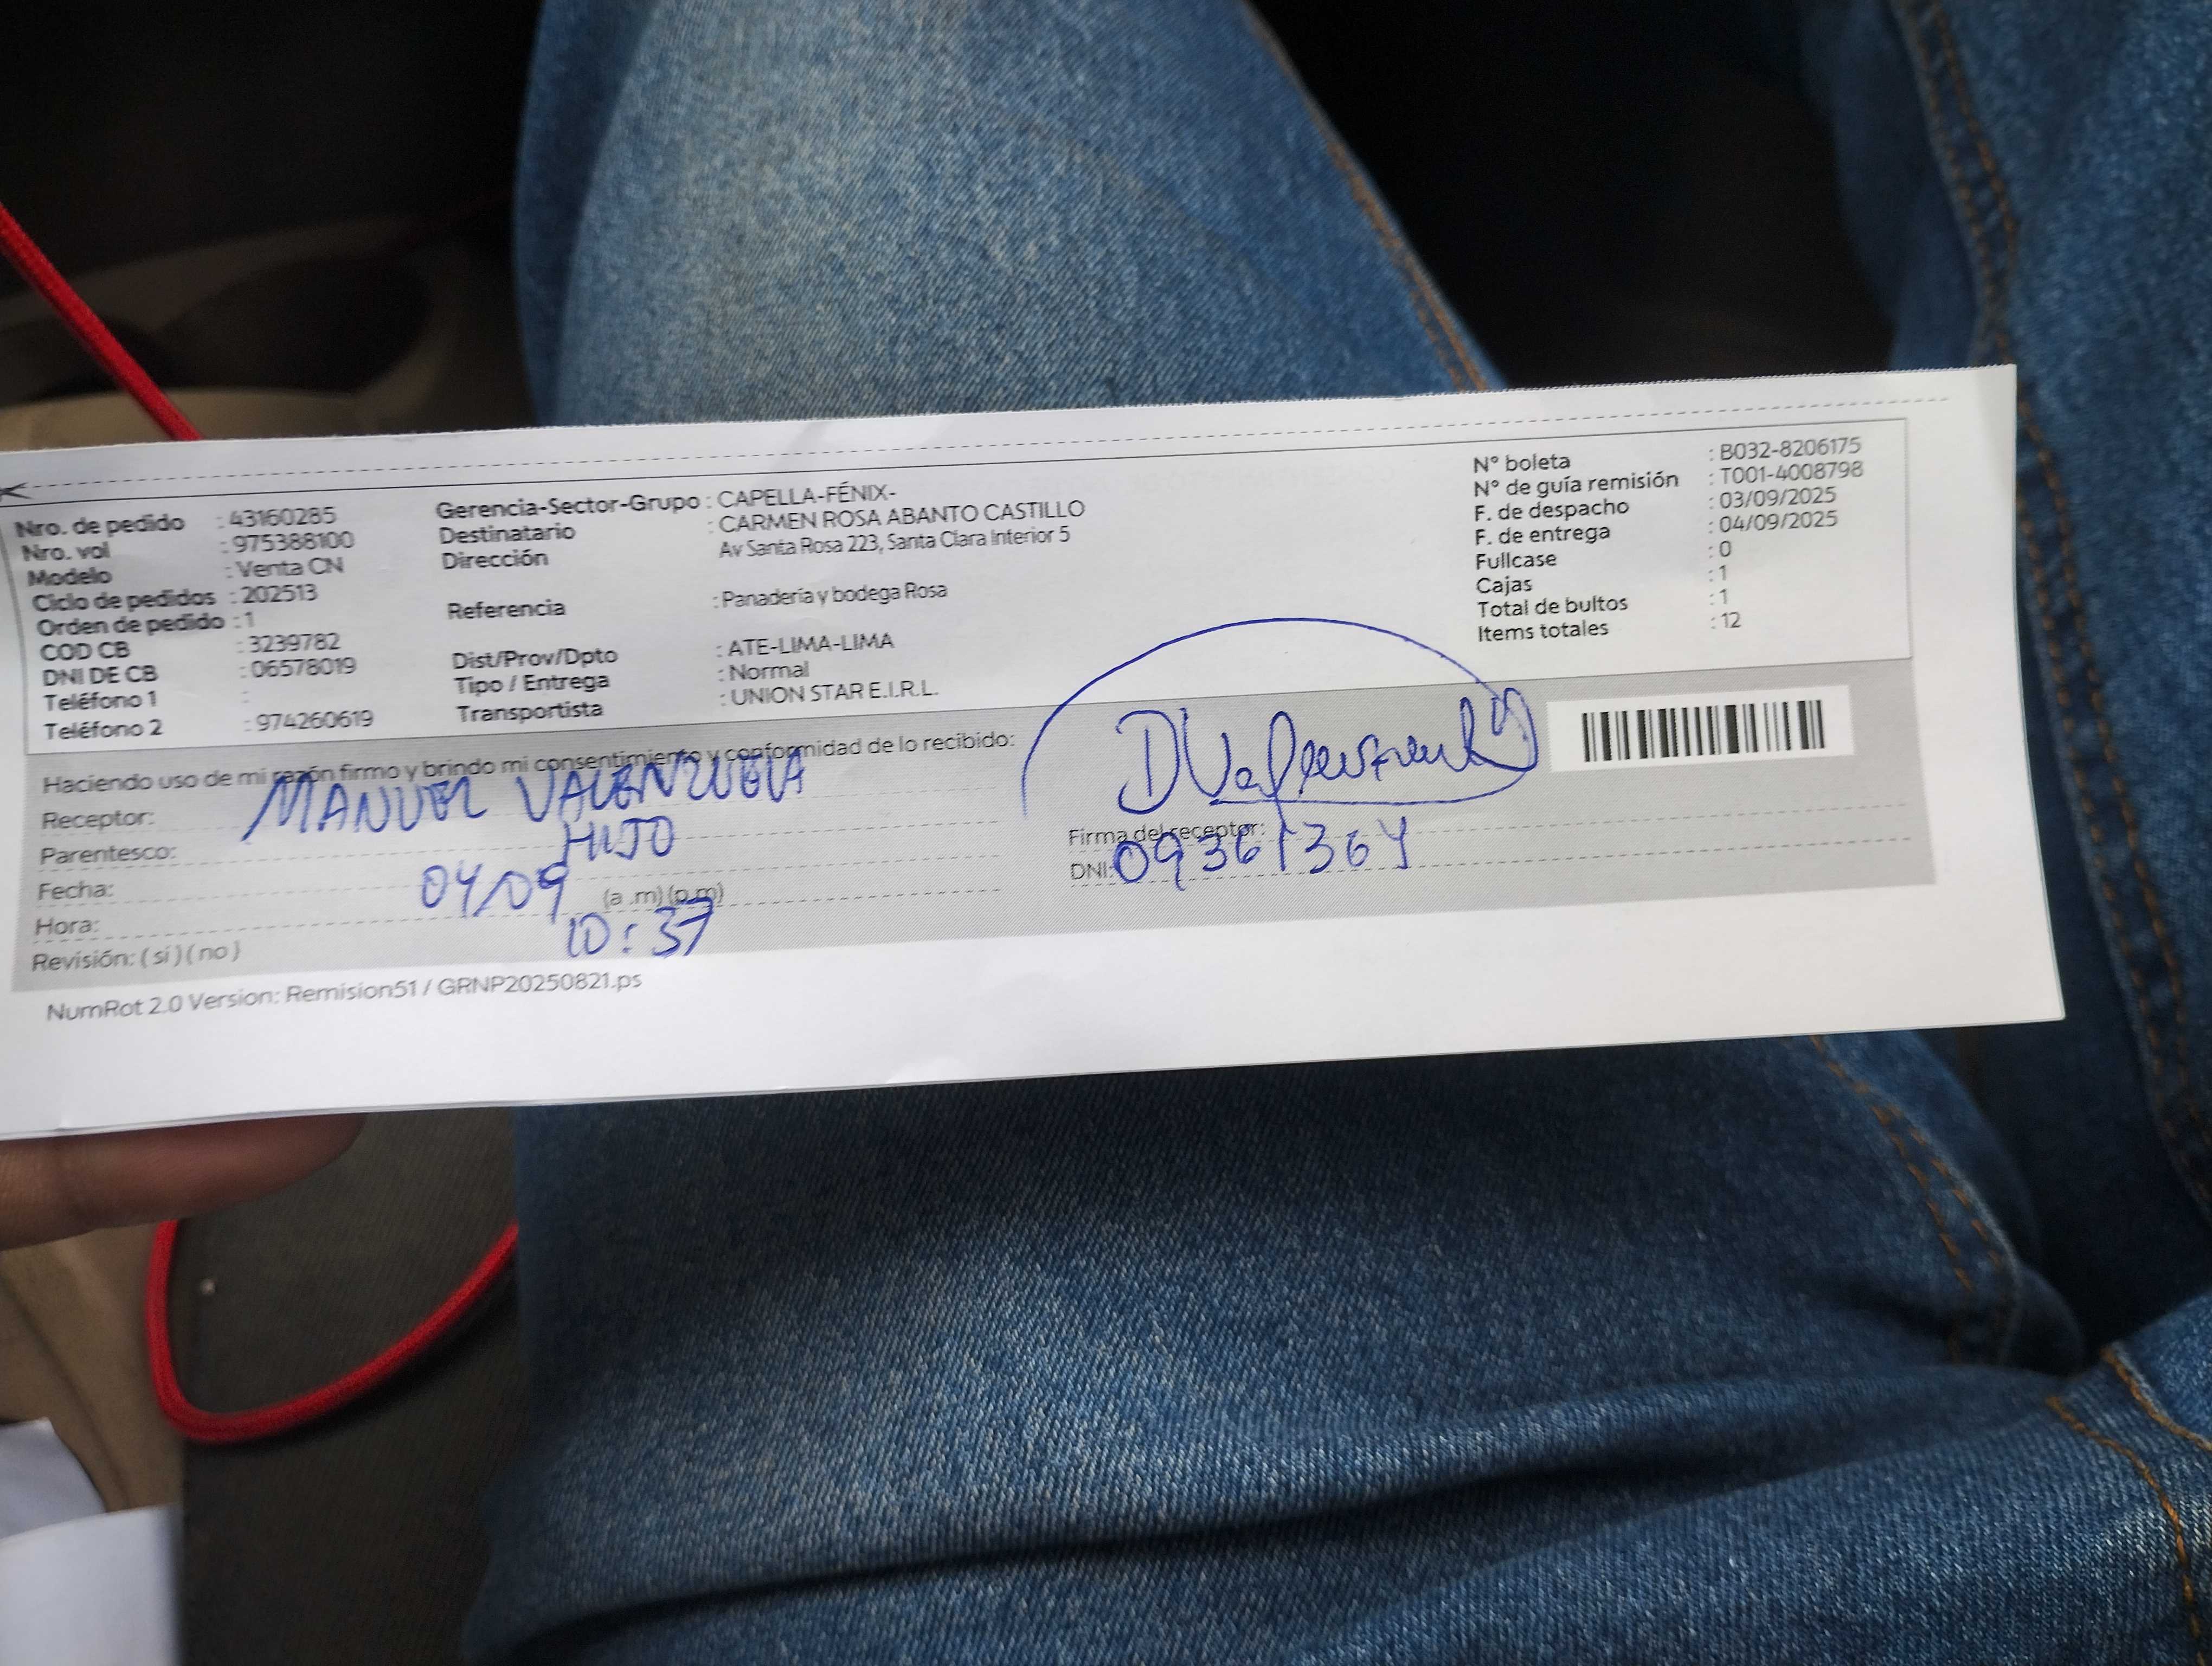 Nro. de pedido : 43160285
Nro. vol : 975388100
Modelo : Venta CN
Ciclo de pedidos : 202513
Orden de pedido : 1
COD CB : 3239782
DNI DE CB : 06578019
Teléfono 1 :
Teléfono 2 : 974260619
Gerencia-Sector-Grupo : CAPELLA-FÉNIX-
Destinatario : CARMEN ROSA ABANTO CASTILLO
Dirección Av Santa Rosa 223, Santa Clara Interior 5
Referencia : Panadería y bodega Rosa
Dist/Prov/Dpto : ATE-LIMA-LIMA
Tipo / Entrega : Normal
Transportista : UNION STAR E.I.R.L.
N° boleta : B032-8206175
N° de guía remisión : T001-4008798
F. de despacho : 03/09/2025
F. de entrega : 04/09/2025
Fullcase : 0
Cajas : 1
Total de bultos : 1
Items totales : 12
Haciendo uso de mi razón firmo y brindo mi consentimiento y conformidad de lo recibido:
Receptor: MANUEL VALENZUELA
Parentesco: HIJO
Fecha: 04/09
Hora: (a .m) (p.m) 10:37
Revisión: ( si ) ( no )
Firma del receptor:
DNI: 09361364
NumRot 2.0 Version: Remision51 / GRNP20250821.ps